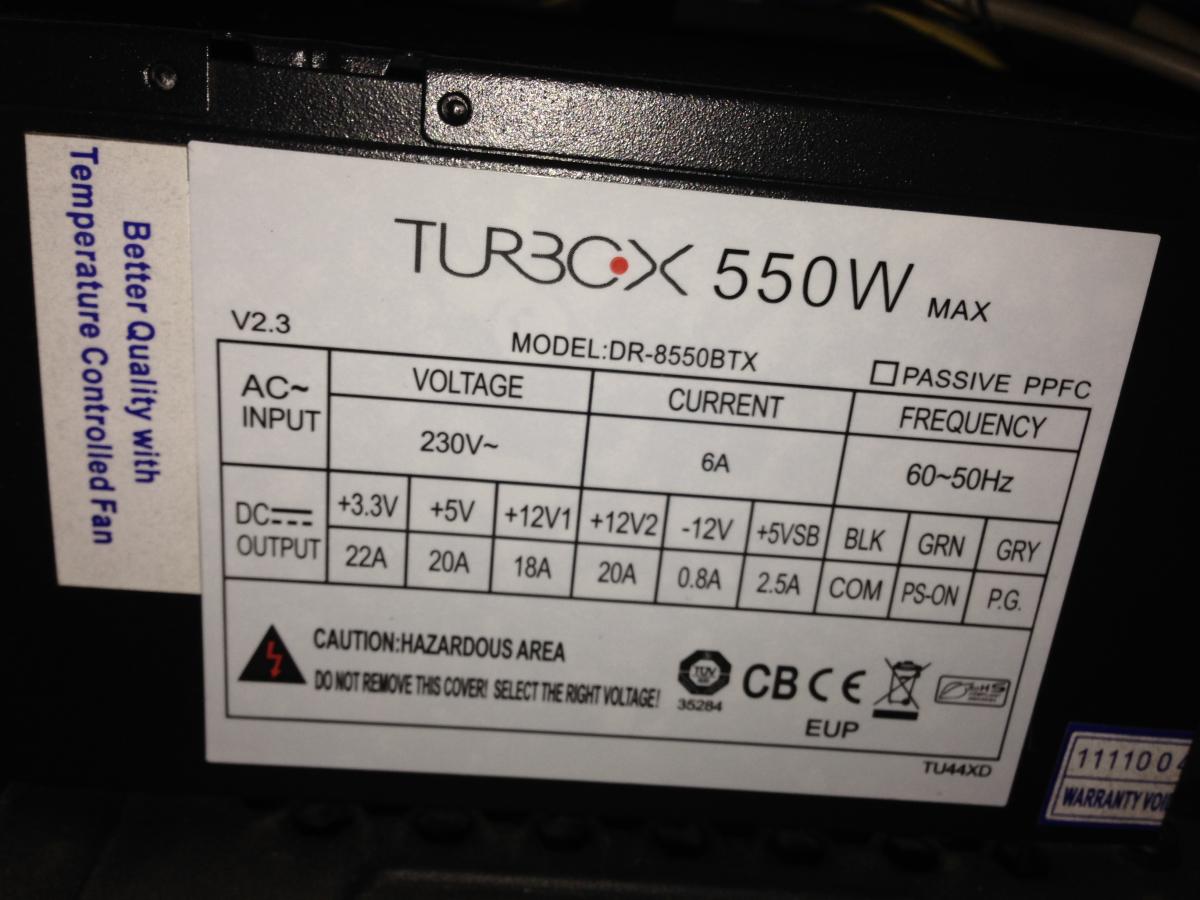 Better Quality with
Temperature Controlled Fan
TURBOX 550W MAX
V2.3
MODEL:DR-8550BTX
PASSIVE PPFC
AC~ INPUT
VOLTAGE CURRENT FREQUENCY
230V~ 6A 60~50Hz
DC OUTPUT
+3.3V +5V +12V1 +12V2 -12V +5VSB BLK GRN GRY
22A 20A 18A 20A 0.8A 2.5A COM PS-ON P.G.
CAUTION:HAZARDOUS AREA
DO NOT REMOVE THIS COVER! SELECT THE RIGHT VOLTAGE!
TUV
35284
CB CE
EUP
RoHS
TU44XD
1111004
WARRANTY VOI